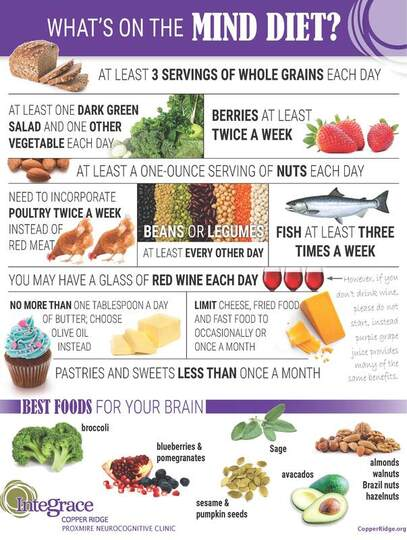 WHAT'S ON THE MIND DIET?
AT LEAST 3 SERVINGS OF WHOLE GRAINS EACH DAY
AT LEAST ONE DARK GREEN
SALAD AND ONE OTHER
VEGETABLE EACH DAY
BERRIES AT LEAST
TWICE A WEEK
AT LEAST A ONE-OUNCE SERVING OF NUTS EACH DAY
NEED TO INCORPORATE
POULTRY TWICE A WEEK
INSTEAD OF
RED MEAT
BEANS OR LEGUMES
AT LEAST EVERY OTHER DAY
FISH AT LEAST THREE
TIMES A WEEK
YOU MAY HAVE A GLASS OF RED WINE EACH DAY
However, if you
don't drink wine,
please do not
start, instead
purple grape
juice provides
many of the
same benefits.
NO MORE THAN ONE TABLESPOON A DAY
OF BUTTER; CHOOSE
OLIVE OIL
INSTEAD
LIMIT CHEESE, FRIED FOOD
AND FAST FOOD TO
OCCASIONALLY OR
ONCE A MONTH
PASTRIES AND SWEETS LESS THAN ONCE A MONTH
BEST FOODS FOR YOUR BRAIN
broccoli
blueberries &
pomegranates
Sage
sesame &
pumpkin seeds
avacados
almonds
walnuts
Brazil nuts
hazelnuts
Integrace
COPPER RIDGE
PROXMIRE NEUROCOGNITIVE CLINIC
CopperRidge.org